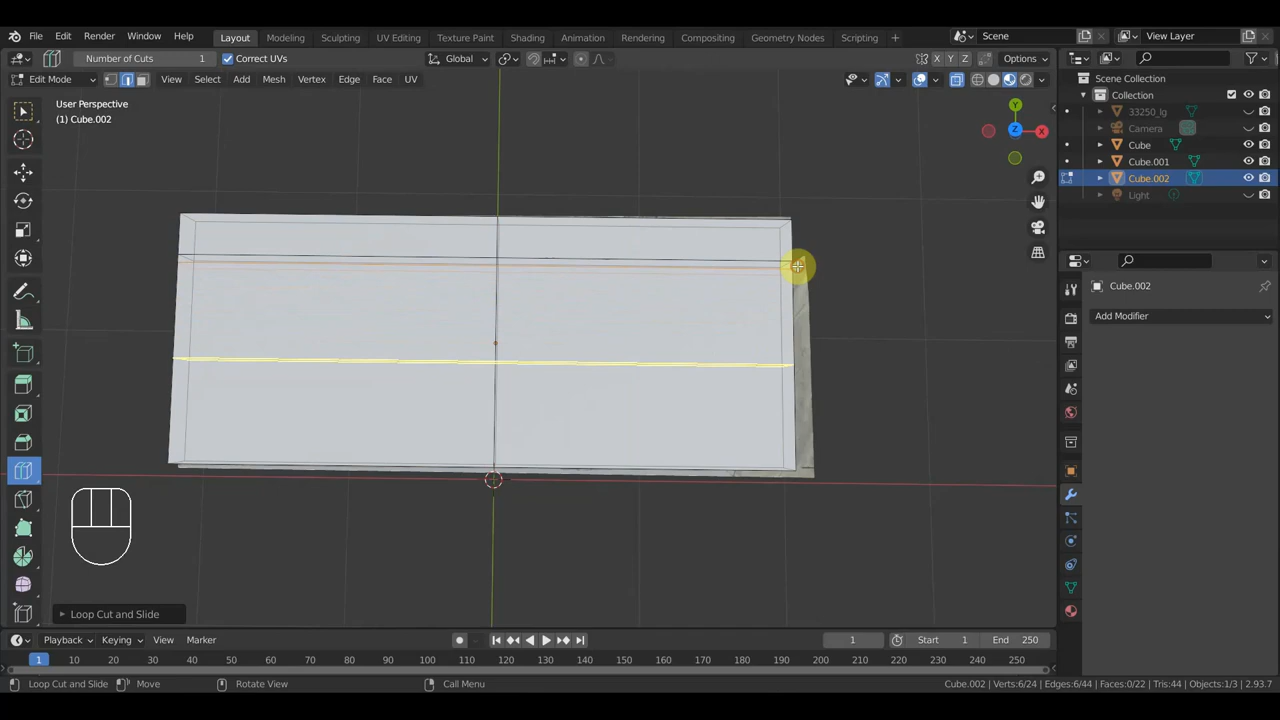 File Edit Render Window Help Layout Modeling Sculpting UV Editing Texture Paint Shading Animation Rendering Compositing Geometry Nodes Scripting + Scene View Layer
Number of Cuts 1 Correct UVs Global X Y Z Options
Edit Mode View Select Add Mesh Vertex Edge Face UV
User Perspective
(1) Cube.002
Y
X
Z
Scene Collection
Collection
33250_lg
Camera
Cube
Cube.001
Cube.002
Light
Cube.002
Add Modifier
Loop Cut and Slide
Playback Keying View Marker 1 Start 1 End 250
1 10 20 30 40 50 60 70 80 90 100 110 120 130 140 150 160 170 180 190 200 210 220 230 240 250
Loop Cut and Slide Move Rotate View Call Menu Cube.002 | Verts:6/24 | Edges:6/44 | Faces:0/22 | Tris:44 | Objects:1/3 | 2.93.7